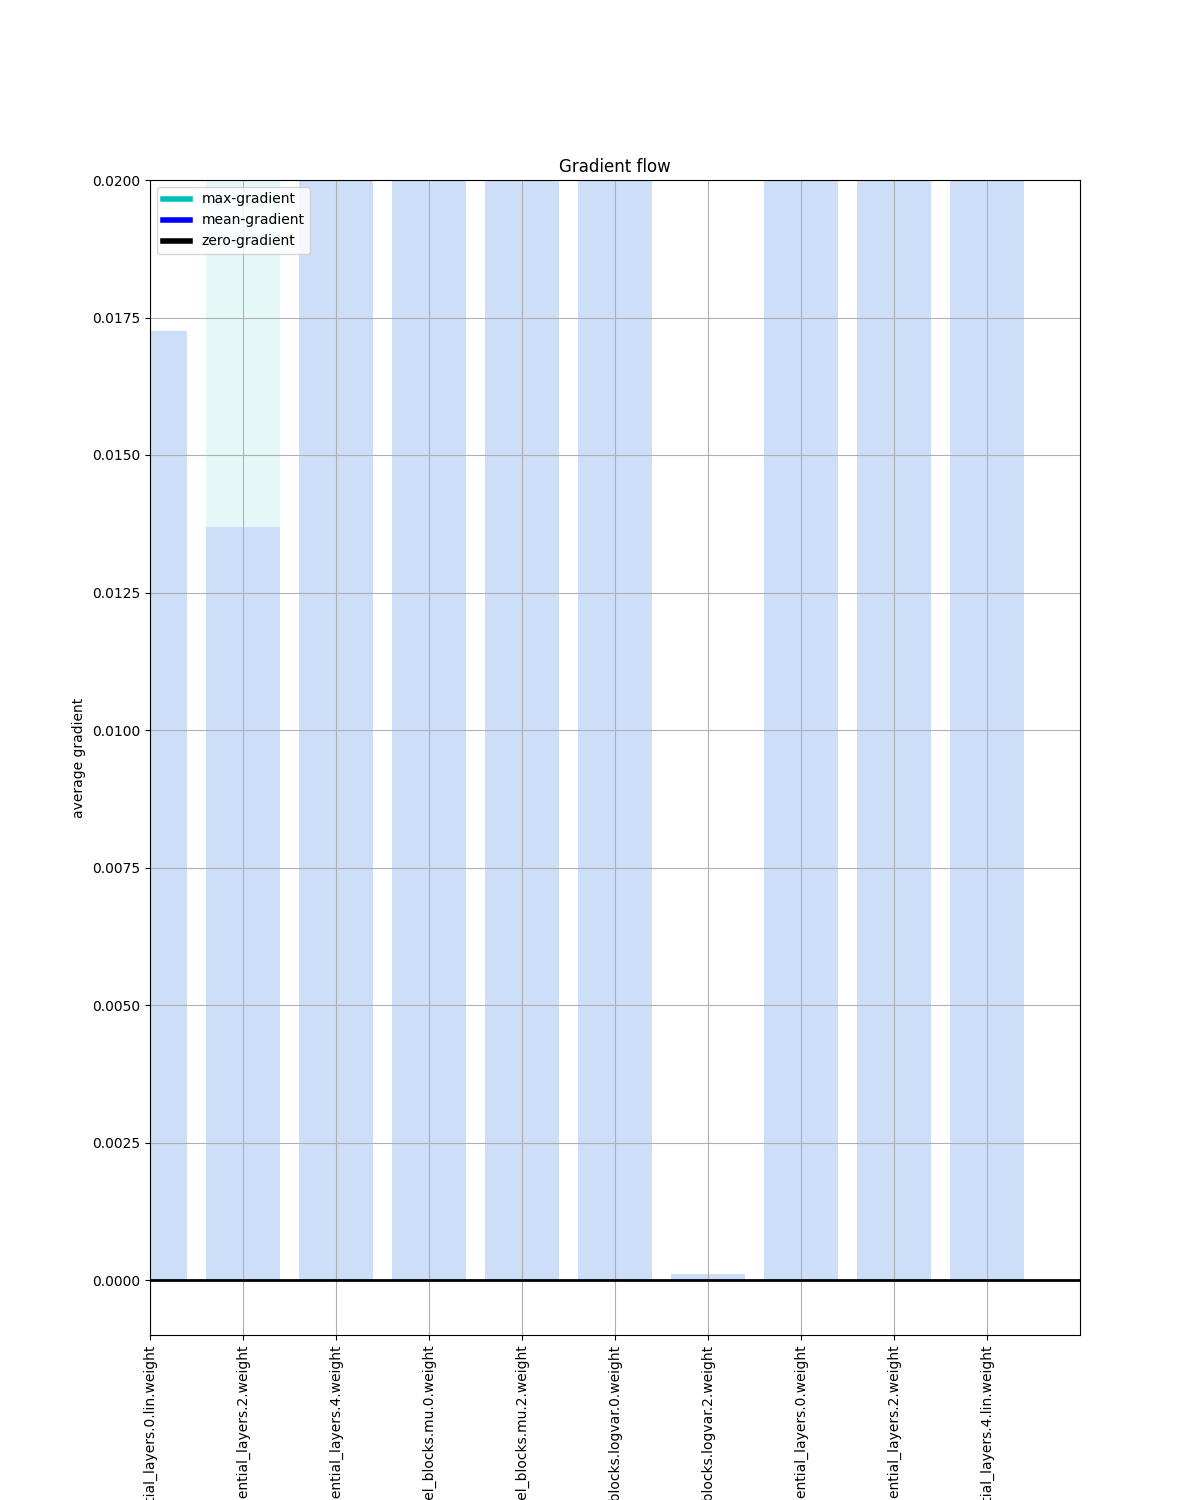 Gradient flow
max-gradient
mean-gradient
zero-gradient
0.0200
0.0175
0.0150
0.0125
0.0100
0.0075
0.0050
0.0025
0.0000
average gradient
tial_layers.0.lin.weight
ential_layers.2.weight
ential_layers.4.weight
el_blocks.mu.0.weight
el_blocks.mu.2.weight
blocks.logvar.0.weight
blocks.logvar.2.weight
ential_layers.0.weight
ential_layers.2.weight
tial_layers.4.lin.weight